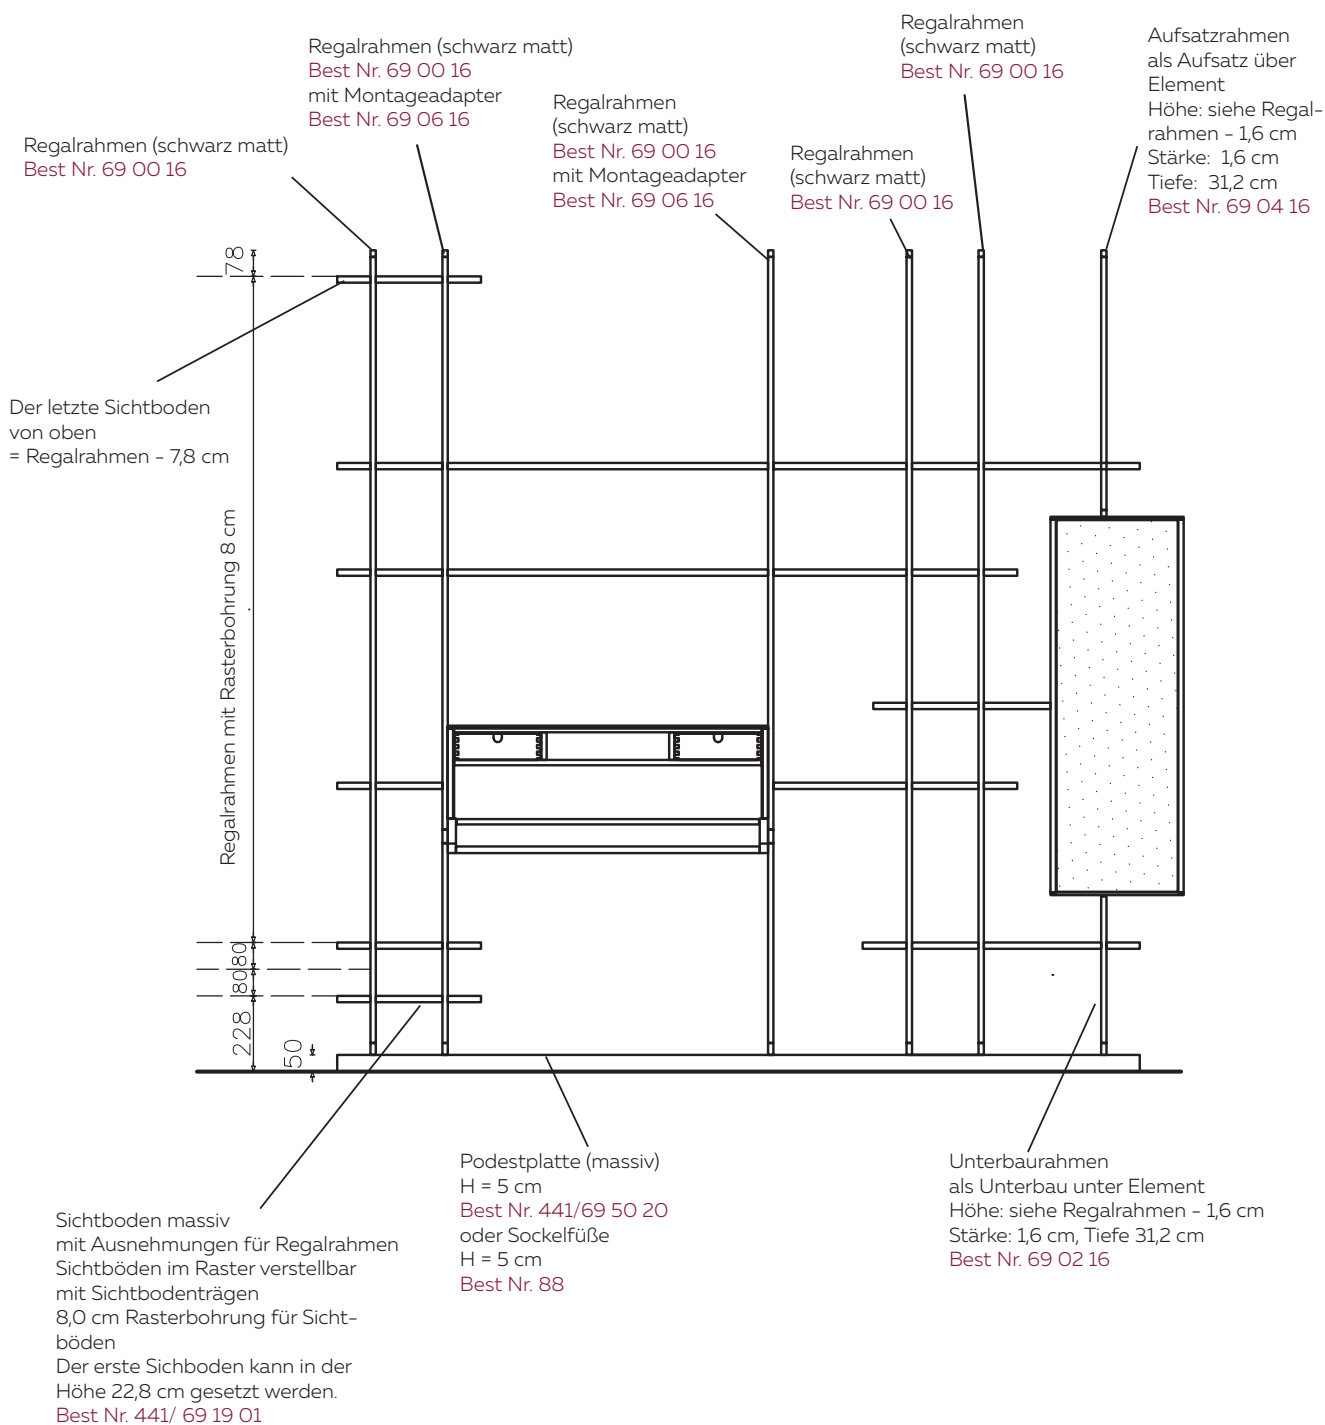 Regalrahmen (schwarz matt)
Best Nr. 69 00 16
Regalrahmen (schwarz matt)
Best Nr. 69 00 16
mit Montageadapter
Best Nr. 69 06 16
Regalrahmen
(schwarz matt)
Best Nr. 69 00 16
mit Montageadapter
Best Nr. 69 06 16
Regalrahmen
(schwarz matt)
Best Nr. 69 00 16
Regalrahmen
(schwarz matt)
Best Nr. 69 00 16
Aufsatzrahmen
als Aufsatz über
Element
Höhe: siehe Regal-
rahmen - 1,6 cm
Stärke: 1,6 cm
Tiefe: 31,2 cm
Best Nr. 69 04 16
78
Der letzte Sichtboden
von oben
= Regalrahmen - 7,8 cm
Regalrahmen mit Rasterbohrung 8 cm
80
80
228
50
Sichtboden massiv
mit Ausnehmungen für Regalrahmen
Sichtböden im Raster verstellbar
mit Sichtbodenträgen
8,0 cm Rasterbohrung für Sicht-
böden
Der erste Sichboden kann in der
Höhe 22,8 cm gesetzt werden.
Best Nr. 441/ 69 19 01
Podestplatte (massiv)
H = 5 cm
Best Nr. 441/69 50 20
oder Sockelfüße
H = 5 cm
Best Nr. 88
Unterbaurahmen
als Unterbau unter Element
Höhe: siehe Regalrahmen - 1,6 cm
Stärke: 1,6 cm, Tiefe 31,2 cm
Best Nr. 69 02 16